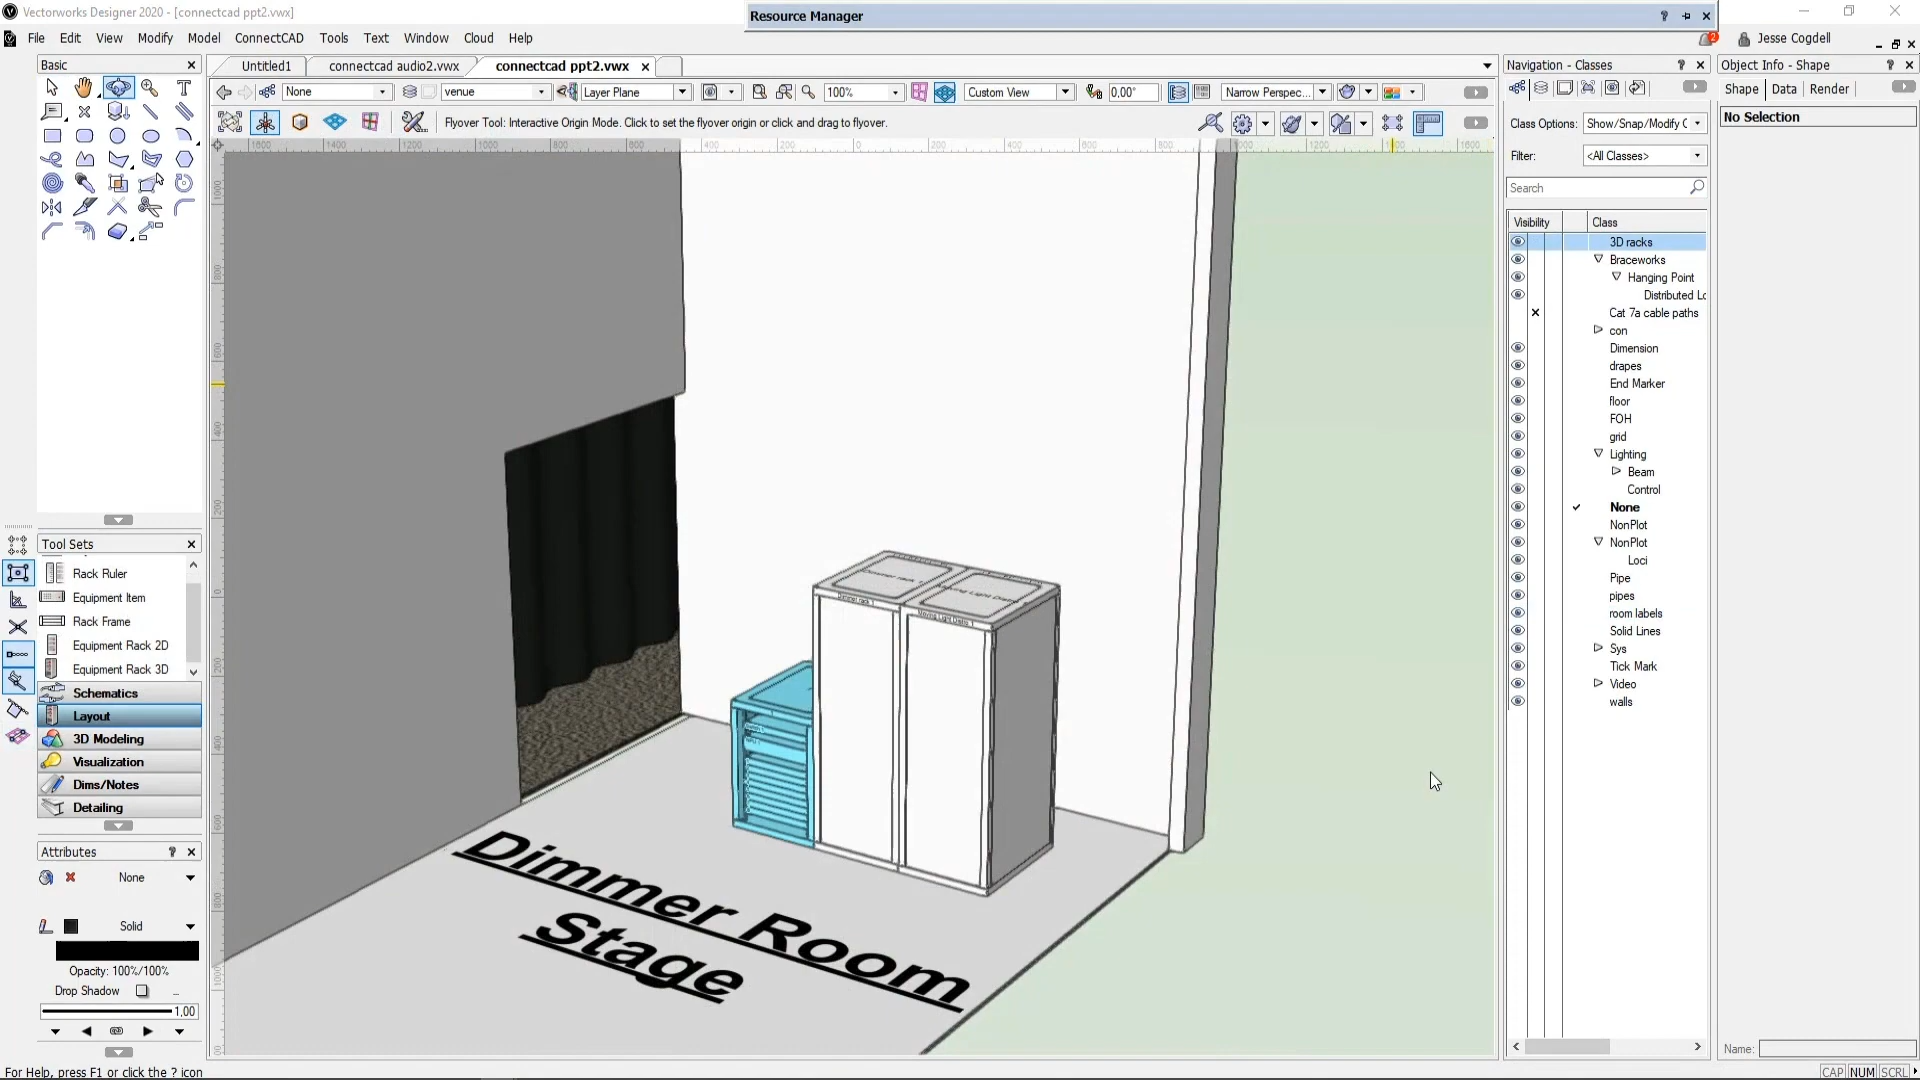 Vectorworks Designer 2020 - [connectcad ppt2.vwx]
Resource Manager
File Edit View Modify Model ConnectCAD Tools Text Window Cloud Help
2
Jesse Cogdell
Basic
Untitled1
connectcad audio2.vwx
connectcad ppt2.vwx
Navigation - Classes
Object Info - Shape
None
venue
Layer Plane
100%
Custom View
0.00°
Narrow Perspec...
Shape Data Render
Flyover Tool: Interactive Origin Mode. Click to set the flyover origin or click and drag to flyover.
No Selection
Class Options: Show/Snap/Modify C
Filter: <All Classes>
Search
Visibility Class
3D racks
Braceworks
Hanging Point
Distributed Lo
Cat 7a cable paths
con
Dimension
drapes
End Marker
floor
FOH
grid
Lighting
Beam
Control
None
NonPlot
NonPlot
Loci
Pipe
pipes
room labels
Solid Lines
Sys
Tick Mark
Video
walls
Tool Sets
Rack Ruler
Equipment Item
Rack Frame
Equipment Rack 2D
Equipment Rack 3D
Schematics
Layout
3D Modeling
Visualization
Dims/Notes
Detailing
Attributes
None
Solid
Opacity: 100%/100%
Drop Shadow
...
1.00
Dimmer Room
Stage
Name:
For Help, press F1 or click the ? icon
CAP NUM SCRL